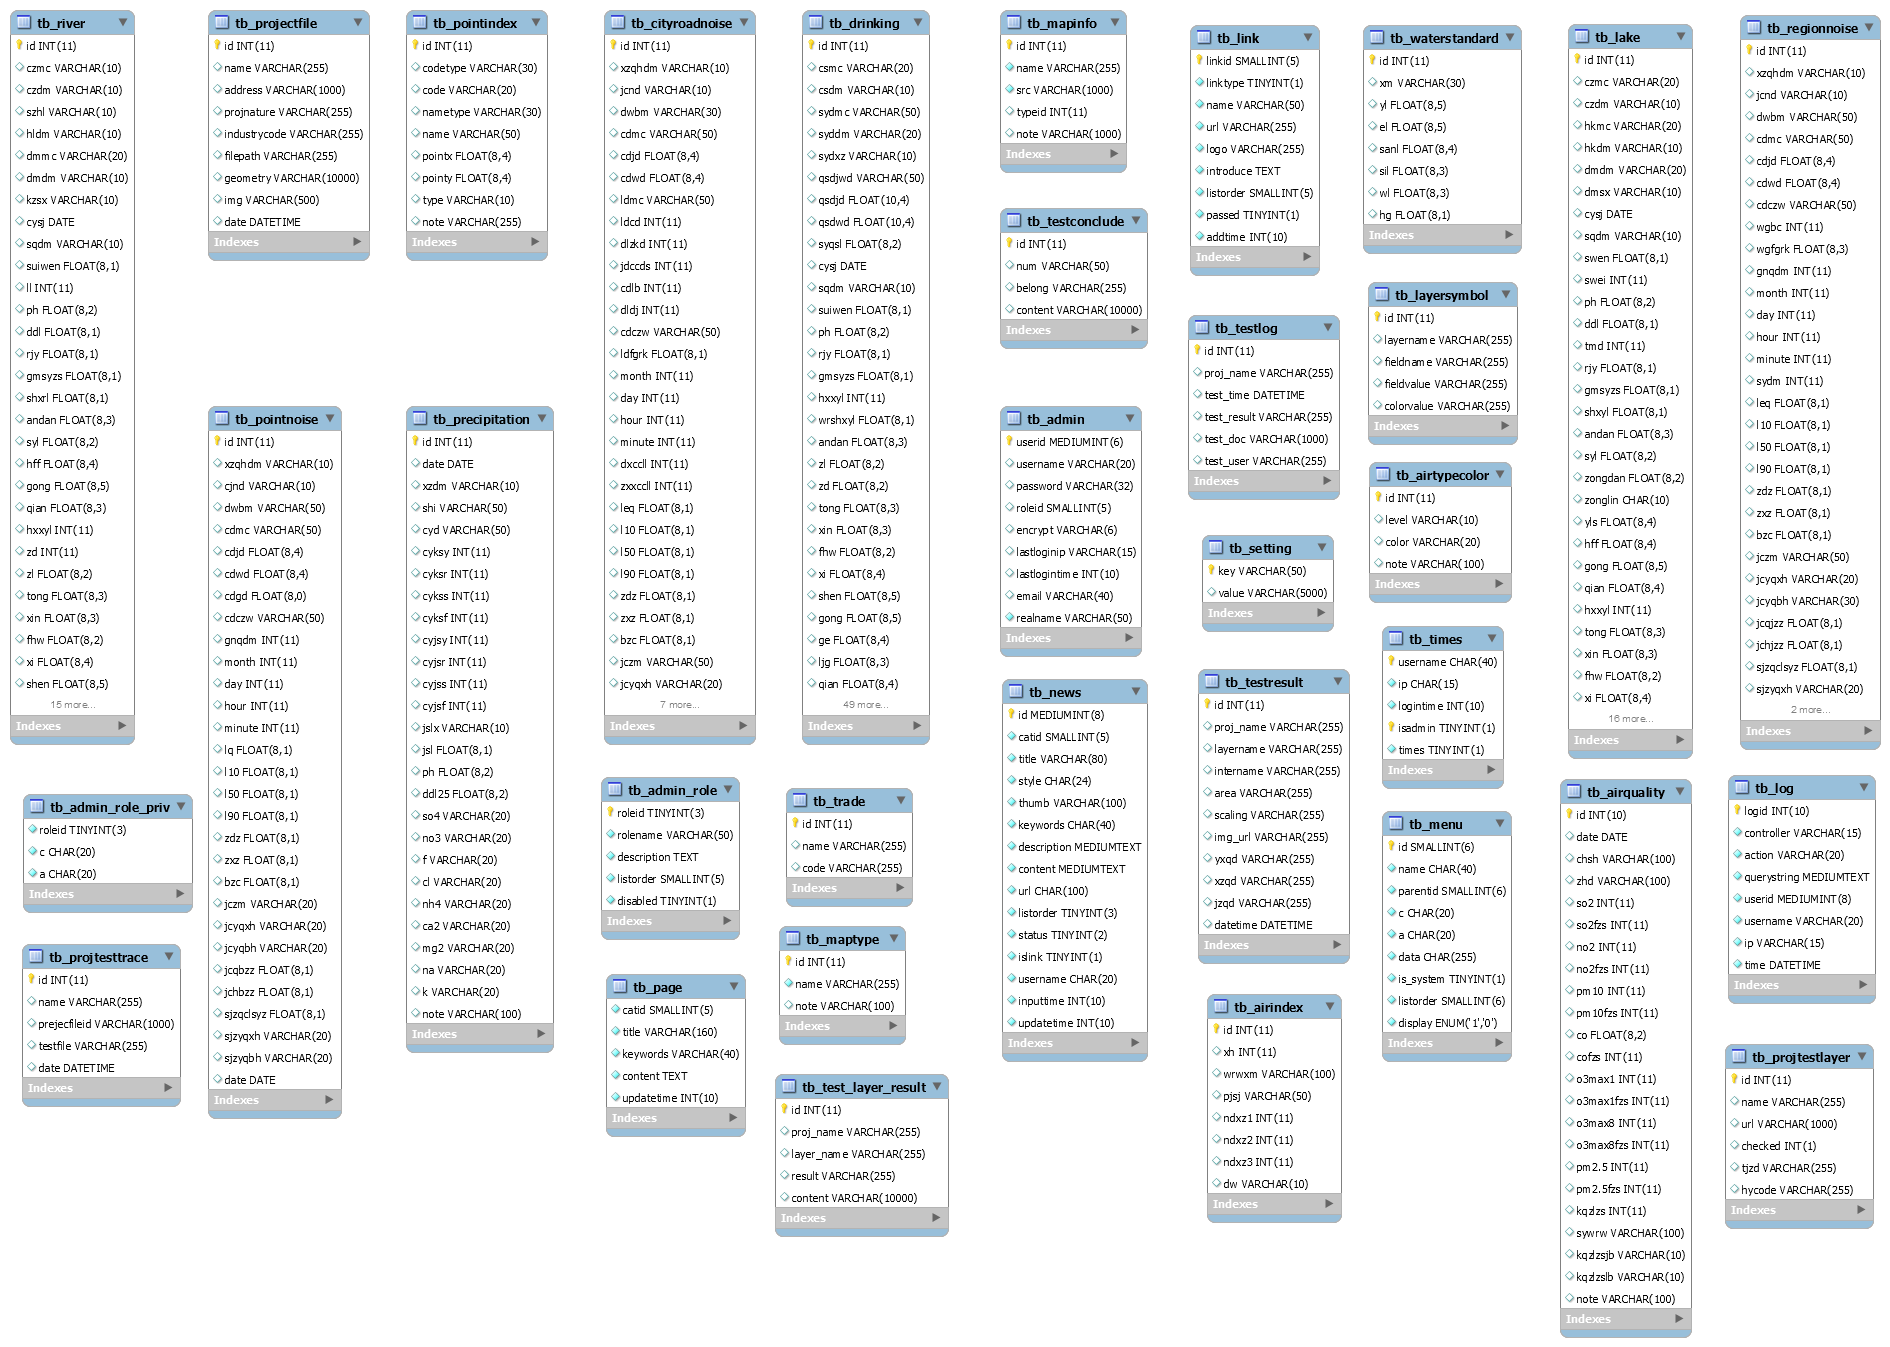 tb_river
id INT(11)
czmc VARCHAR(10)
czdm VARCHAR(10)
szhl VARCHAR(10)
hldm VARCHAR(10)
dmmc VARCHAR(20)
dmdm VARCHAR(10)
kzsx VARCHAR(10)
cysj DATE
sqdm VARCHAR(10)
suiwen FLOAT(8,1)
ll INT(11)
ph FLOAT(8,2)
ddl FLOAT(8,1)
rjy FLOAT(8,1)
gmsyzs FLOAT(8,1)
shxrl FLOAT(8,1)
andan FLOAT(8,3)
syl FLOAT(8,2)
hff FLOAT(8,4)
gong FLOAT(8,5)
qian FLOAT(8,3)
hxxyl INT(11)
zd INT(11)
zl FLOAT(8,2)
tong FLOAT(8,3)
xin FLOAT(8,3)
fhw FLOAT(8,2)
xi FLOAT(8,4)
shen FLOAT(8,5)
15 more...
Indexes
tb_projectfile
id INT(11)
name VARCHAR(255)
address VARCHAR(1000)
projnature VARCHAR(255)
industrycode VARCHAR(255)
filepath VARCHAR(255)
geometry VARCHAR(10000)
img VARCHAR(500)
date DATETIME
Indexes
tb_pointindex
id INT(11)
codetype VARCHAR(30)
code VARCHAR(20)
nametype VARCHAR(30)
name VARCHAR(50)
pointx FLOAT(8,4)
pointy FLOAT(8,4)
type VARCHAR(10)
note VARCHAR(255)
Indexes
tb_cityroadnoise
id INT(11)
xzqhdm VARCHAR(10)
jcnd VARCHAR(10)
dwbm VARCHAR(30)
cdmc VARCHAR(50)
cdjd FLOAT(8,4)
cdwd FLOAT(8,4)
ldmc VARCHAR(50)
ldcd INT(11)
dlzkd INT(11)
jdccds INT(11)
cdlb INT(11)
dldj INT(11)
cdczw VARCHAR(50)
ldfgrk FLOAT(8,1)
month INT(11)
day INT(11)
hour INT(11)
minute INT(11)
dxccll INT(11)
zxxccll INT(11)
leq FLOAT(8,1)
l10 FLOAT(8,1)
l50 FLOAT(8,1)
l90 FLOAT(8,1)
zdz FLOAT(8,1)
zxz FLOAT(8,1)
bzc FLOAT(8,1)
jczm VARCHAR(50)
jcyqxh VARCHAR(20)
7 more...
Indexes
tb_drinking
id INT(11)
csmc VARCHAR(20)
csdm VARCHAR(10)
sydmc VARCHAR(50)
syddm VARCHAR(20)
sydxz VARCHAR(10)
qsdjwd VARCHAR(50)
qsdjd FLOAT(10,4)
qsdwd FLOAT(10,4)
syqsl FLOAT(8,2)
cysj DATE
sqdm VARCHAR(10)
suiwen FLOAT(8,1)
ph FLOAT(8,2)
rjy FLOAT(8,1)
gmsyzs FLOAT(8,1)
hxxyl INT(11)
wrshxyl FLOAT(8,1)
andan FLOAT(8,3)
zl FLOAT(8,2)
zd FLOAT(8,2)
tong FLOAT(8,3)
xin FLOAT(8,3)
fhw FLOAT(8,2)
xi FLOAT(8,4)
shen FLOAT(8,5)
gong FLOAT(8,5)
ge FLOAT(8,4)
ljg FLOAT(8,3)
qian FLOAT(8,4)
49 more...
Indexes
tb_mapinfo
id INT(11)
name VARCHAR(255)
src VARCHAR(1000)
typeid INT(11)
note VARCHAR(1000)
Indexes
tb_testconclude
id INT(11)
num VARCHAR(50)
belong VARCHAR(255)
content VARCHAR(10000)
Indexes
tb_admin
userid MEDIUMINT(6)
username VARCHAR(20)
password VARCHAR(32)
roleid SMALLINT(5)
encrypt VARCHAR(6)
lastloginip VARCHAR(15)
lastlogintime INT(10)
email VARCHAR(40)
realname VARCHAR(50)
Indexes
tb_news
id MEDIUMINT(8)
catid SMALLINT(5)
title VARCHAR(80)
style CHAR(24)
thumb VARCHAR(100)
keywords CHAR(40)
description MEDIUMTEXT
content MEDIUMTEXT
url CHAR(100)
listorder TINYINT(3)
status TINYINT(2)
islink TINYINT(1)
username CHAR(20)
inputtime INT(10)
updatetime INT(10)
Indexes
tb_link
linkid SMALLINT(5)
linktype TINYINT(1)
name VARCHAR(50)
url VARCHAR(255)
logo VARCHAR(255)
introduce TEXT
listorder SMALLINT(5)
passed TINYINT(1)
addtime INT(10)
Indexes
tb_testlog
id INT(11)
proj_name VARCHAR(255)
test_time DATETIME
test_result VARCHAR(255)
test_doc VARCHAR(1000)
test_user VARCHAR(255)
Indexes
tb_setting
key VARCHAR(50)
value VARCHAR(5000)
Indexes
tb_testresult
id INT(11)
proj_name VARCHAR(255)
layername VARCHAR(255)
intername VARCHAR(255)
area VARCHAR(255)
scaling VARCHAR(255)
img_url VARCHAR(255)
yxqd VARCHAR(255)
xzqd VARCHAR(255)
jzqd VARCHAR(255)
datetime DATETIME
Indexes
tb_airindex
id INT(11)
xh INT(11)
wrwxm VARCHAR(100)
pjsj VARCHAR(50)
ndxz1 INT(11)
ndxz2 INT(11)
ndxz3 INT(11)
dw VARCHAR(10)
Indexes
tb_waterstandard
id INT(11)
xm VARCHAR(30)
yl FLOAT(8,5)
el FLOAT(8,5)
sanl FLOAT(8,4)
sil FLOAT(8,3)
wl FLOAT(8,3)
hg FLOAT(8,1)
Indexes
tb_layersymbol
id INT(11)
layername VARCHAR(255)
fieldname VARCHAR(255)
fieldvalue VARCHAR(255)
colorvalue VARCHAR(255)
Indexes
tb_airtypecolor
id INT(11)
level VARCHAR(10)
color VARCHAR(20)
note VARCHAR(100)
Indexes
tb_times
username CHAR(40)
ip CHAR(15)
logintime INT(10)
isadmin TINYINT(1)
times TINYINT(1)
Indexes
tb_menu
id SMALLINT(6)
name CHAR(40)
parentid SMALLINT(6)
c CHAR(20)
a CHAR(20)
data CHAR(255)
is_system TINYINT(1)
listorder SMALLINT(6)
display ENUM('1','0')
Indexes
tb_lake
id INT(11)
czmc VARCHAR(20)
czdm VARCHAR(10)
hkmc VARCHAR(20)
hkdm VARCHAR(10)
dmdm VARCHAR(20)
dmsx VARCHAR(10)
cysj DATE
sqdm VARCHAR(10)
swen FLOAT(8,1)
swei INT(11)
ph FLOAT(8,2)
ddl FLOAT(8,1)
tmd INT(11)
rjy FLOAT(8,1)
gmsyzs FLOAT(8,1)
shxyl FLOAT(8,1)
andan FLOAT(8,3)
syl FLOAT(8,2)
zongdan FLOAT(8,2)
zonglin CHAR(10)
yls FLOAT(8,4)
hff FLOAT(8,4)
gong FLOAT(8,5)
qian FLOAT(8,4)
hxxyl INT(11)
tong FLOAT(8,3)
xin FLOAT(8,3)
fhw FLOAT(8,2)
xi FLOAT(8,4)
16 more...
Indexes
tb_regionnoise
id INT(11)
xzqhdm VARCHAR(10)
jcnd VARCHAR(10)
dwbm VARCHAR(50)
cdmc VARCHAR(50)
cdjd FLOAT(8,4)
cdwd FLOAT(8,4)
cdczw VARCHAR(50)
wgbc INT(11)
wgfgrk FLOAT(8,3)
gnqdm INT(11)
month INT(11)
day INT(11)
hour INT(11)
minute INT(11)
sydm INT(11)
leq FLOAT(8,1)
l10 FLOAT(8,1)
l50 FLOAT(8,1)
l90 FLOAT(8,1)
zdz FLOAT(8,1)
zxz FLOAT(8,1)
bzc FLOAT(8,1)
jczm VARCHAR(50)
jcyqxh VARCHAR(20)
jcyqbh VARCHAR(30)
jcqjzz FLOAT(8,1)
jchjzz FLOAT(8,1)
sjzqclsyz FLOAT(8,1)
sjzyqxh VARCHAR(20)
2 more...
Indexes
tb_pointnoise
id INT(11)
xzqhdm VARCHAR(10)
cjnd VARCHAR(10)
dwbm VARCHAR(50)
cdmc VARCHAR(50)
cdjd FLOAT(8,4)
cdwd FLOAT(8,4)
cdgd FLOAT(8,0)
cdczw VARCHAR(50)
gnqdm INT(11)
month INT(11)
day INT(11)
hour INT(11)
minute INT(11)
lq FLOAT(8,1)
l10 FLOAT(8,1)
l50 FLOAT(8,1)
l90 FLOAT(8,1)
zdz FLOAT(8,1)
zxz FLOAT(8,1)
bzc FLOAT(8,1)
jczm VARCHAR(20)
jcyqxh VARCHAR(20)
jcyqbh VARCHAR(20)
jcqbzz FLOAT(8,1)
jchbzz FLOAT(8,1)
sjzqclsyz FLOAT(8,1)
sjzyqxh VARCHAR(20)
sjzyqbh VARCHAR(20)
date DATE
Indexes
tb_precipitation
id INT(11)
date DATE
xzdm VARCHAR(10)
shi VARCHAR(50)
cyd VARCHAR(50)
cyksy INT(11)
cyksr INT(11)
cykss INT(11)
cyksf INT(11)
cyjsy INT(11)
cyjsr INT(11)
cyjss INT(11)
cyjsf INT(11)
jslx VARCHAR(10)
jsl FLOAT(8,1)
ph FLOAT(8,2)
ddl25 FLOAT(8,2)
so4 VARCHAR(20)
no3 VARCHAR(20)
f VARCHAR(20)
cl VARCHAR(20)
nh4 VARCHAR(20)
ca2 VARCHAR(20)
mg2 VARCHAR(20)
na VARCHAR(20)
k VARCHAR(20)
note VARCHAR(100)
Indexes
tb_admin_role_priv
roleid TINYINT(3)
c CHAR(20)
a CHAR(20)
Indexes
tb_projtesttrace
id INT(11)
name VARCHAR(255)
prejecfileid VARCHAR(1000)
testfile VARCHAR(255)
date DATETIME
Indexes
tb_admin_role
roleid TINYINT(3)
rolename VARCHAR(50)
description TEXT
listorder SMALLINT(5)
disabled TINYINT(1)
Indexes
tb_page
catid SMALLINT(5)
title VARCHAR(160)
keywords VARCHAR(40)
content TEXT
updatetime INT(10)
Indexes
tb_trade
id INT(11)
name VARCHAR(255)
code VARCHAR(255)
Indexes
tb_maptype
id INT(11)
name VARCHAR(255)
note VARCHAR(100)
Indexes
tb_test_layer_result
id INT(11)
proj_name VARCHAR(255)
layer_name VARCHAR(255)
result VARCHAR(255)
content VARCHAR(10000)
Indexes
tb_airquality
id INT(10)
date DATE
chsh VARCHAR(100)
zhd VARCHAR(100)
so2 INT(11)
so2fzs INT(11)
no2 INT(11)
no2fzs INT(11)
pm10 INT(11)
pm10fzs INT(11)
co FLOAT(8,2)
cofzs INT(11)
o3max1 INT(11)
o3max1fzs INT(11)
o3max8 INT(11)
o3max8fzs INT(11)
pm2.5 INT(11)
pm2.5fzs INT(11)
kqzlzs INT(11)
sywrw VARCHAR(100)
kqzlzsjb VARCHAR(10)
kqzlzslb VARCHAR(10)
note VARCHAR(100)
Indexes
tb_log
logid INT(10)
controller VARCHAR(15)
action VARCHAR(20)
querystring MEDIUMTEXT
userid MEDIUMINT(8)
username VARCHAR(20)
ip VARCHAR(15)
time DATETIME
Indexes
tb_projtestlayer
id INT(11)
name VARCHAR(255)
url VARCHAR(1000)
checked INT(1)
tjzd VARCHAR(255)
hycode VARCHAR(255)
Indexes